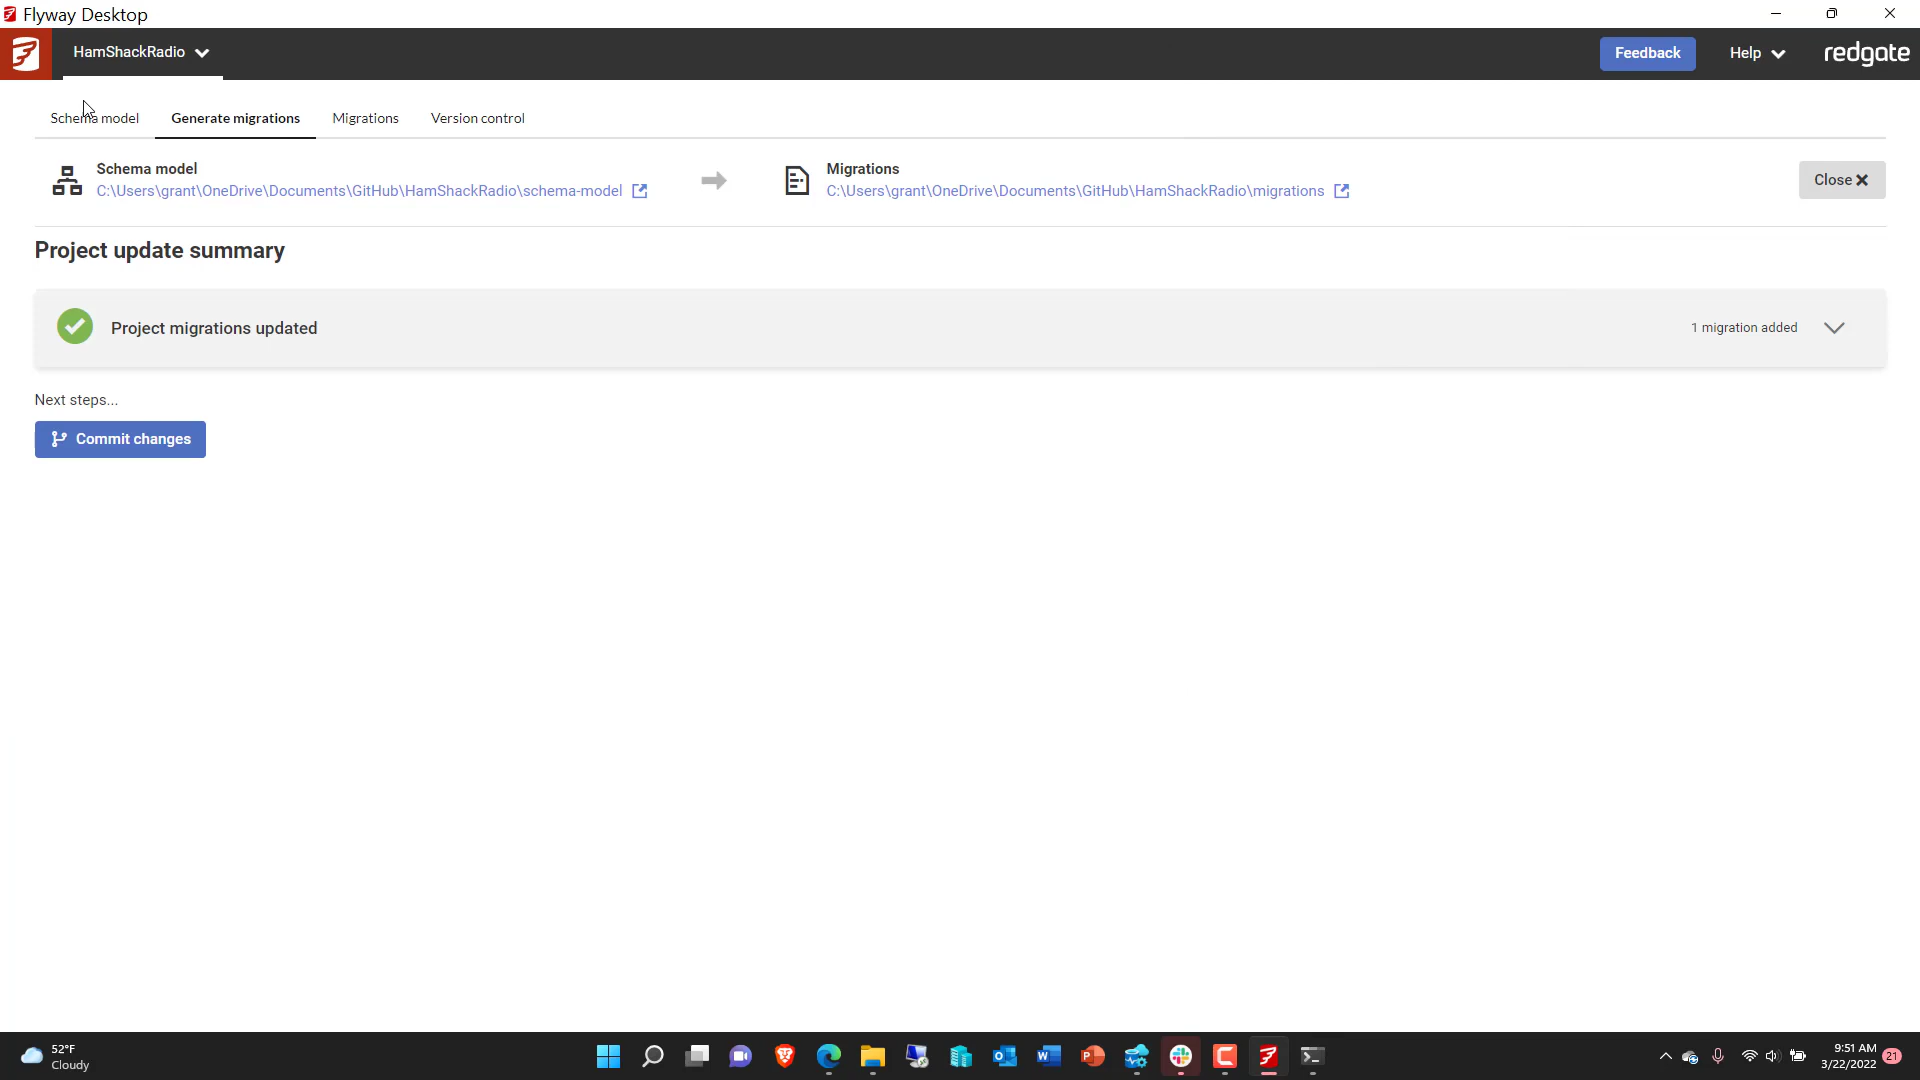 Flyway Desktop
HamShackRadio
Feedback
Help
redgate
Schema model
Generate migrations
Migrations
Version control
Schema model
C:\Users\grant\OneDrive\Documents\GitHub\HamShackRadio\schema-model
Migrations
C:\Users\grant\OneDrive\Documents\GitHub\HamShackRadio\migrations
Close
Project update summary
Project migrations updated
1 migration added
Next steps...
Commit changes
52°F
Cloudy
9:51 AM
3/22/2022
21